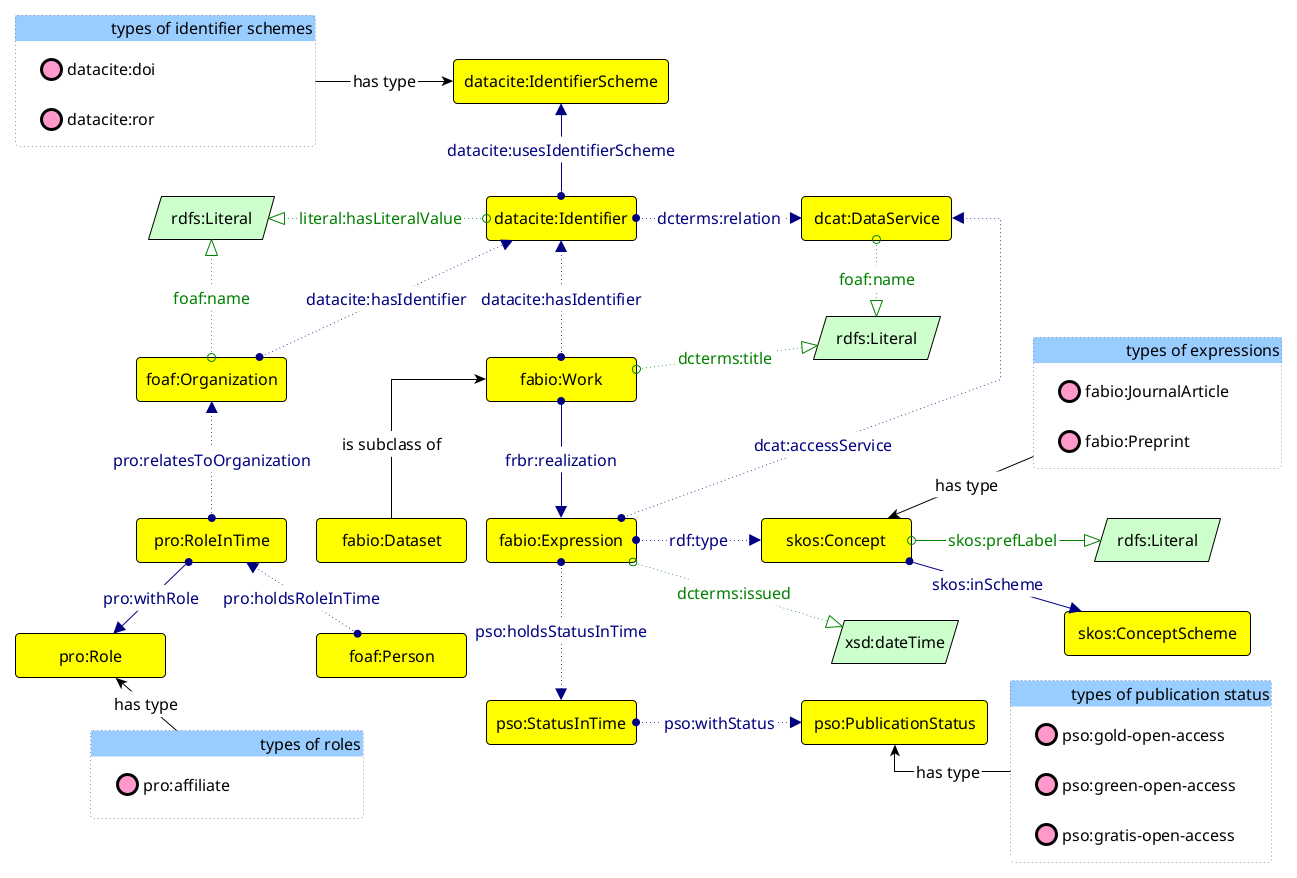 types of identifier schemes
datacite:doi
has type
datacite:IdentifierScheme
datacite:ror
datacite:usesIdentifierScheme
rdfs:Literal
literal:hasLiteralValue
datacite:Identifier
dcterms:relation
dcat:DataService
foaf:name
datacite:hasIdentifier
datacite:hasIdentifier
foaf:name
rdfs:Literal
dcterms:title
types of expressions
foaf:Organization
fabio:Work
fabio:JournalArticle
fabio:Preprint
is subclass of
dcat:accessService
pro:relatesToOrganization
frbr:realization
has type
pro:RoleInTime
fabio:Dataset
fabio:Expression
rdf:type
skos:Concept
skos:prefLabel
rdfs:Literal
pro:withRole
pro:holdsRoleInTime
dcterms:issued
skos:inScheme
pso:holdsStatusInTime
xsd:dateTime
skos:ConceptScheme
pro:Role
foaf:Person
has type
types of publication status
pso:StatusInTime
pso:withStatus
pso:PublicationStatus
pso:gold-open-access
types of roles
has type
pro:affiliate
pso:green-open-access
pso:gratis-open-access